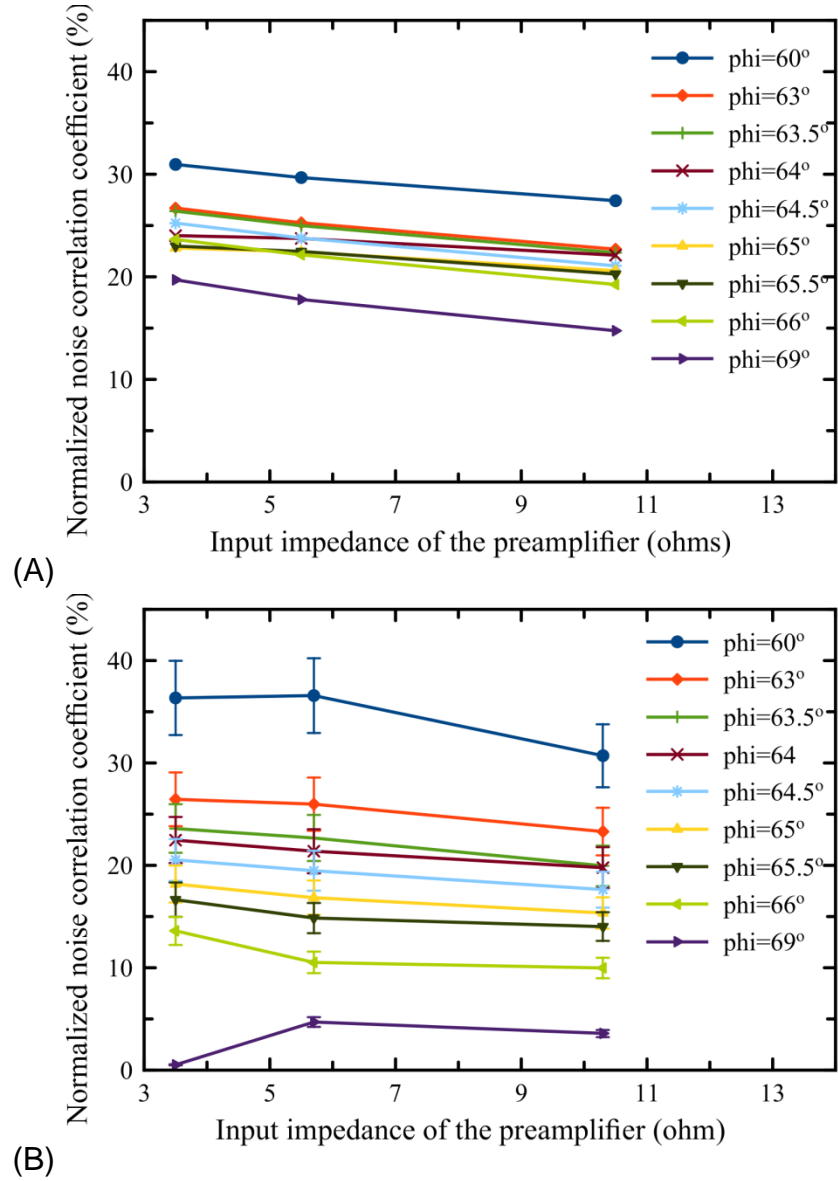 Normalized noise correlation coefficient (%)
40
30
20
10
0
phi=60°
phi=63°
phi=63.5°
phi=64°
phi=64.5°
phi=65°
phi=65.5°
phi=66°
phi=69°
3 5 7 9 11 13
Input impedance of the preamplifier (ohms)
(A)
Normalized noise correlation coefficient (%)
40
30
20
10
0
phi=60°
phi=63°
phi=63.5°
phi=64
phi=64.5°
phi=65°
phi=65.5°
phi=66°
phi=69°
3 5 7 9 11 13
Input impedance of the preamplifier (ohm)
(B)